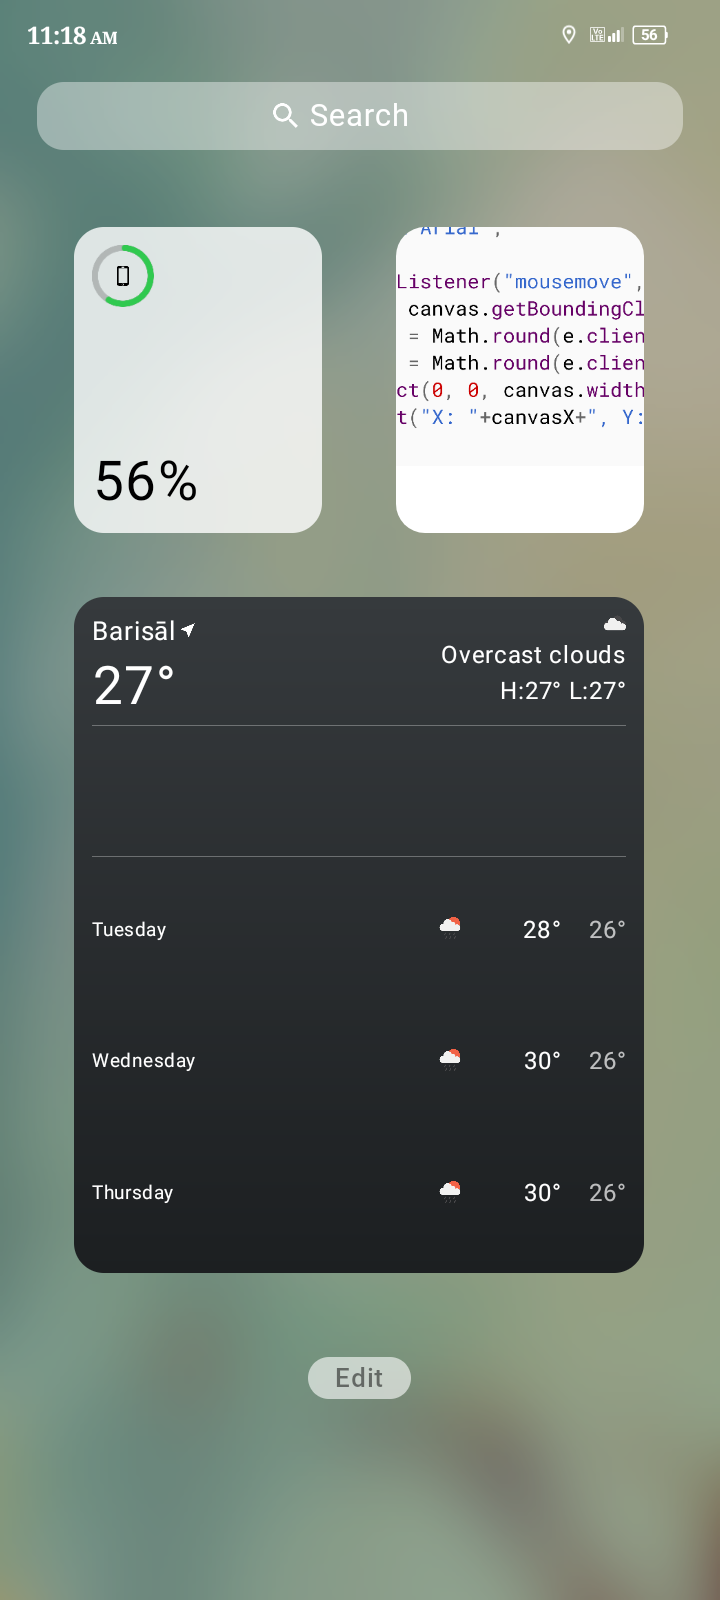 11:18 AM
Vo LTE 56
Search
56%
Arial",
Listener("mousemove",
canvas.getBoundingCl
= Math.round(e.clien
= Math.round(e.clien
ct(0, 0, canvas.width
t("X: "+canvasX+", Y:
Barisāl
27°
Overcast clouds
H:27° L:27°
Tuesday 28° 26°
Wednesday 30° 26°
Thursday 30° 26°
Edit